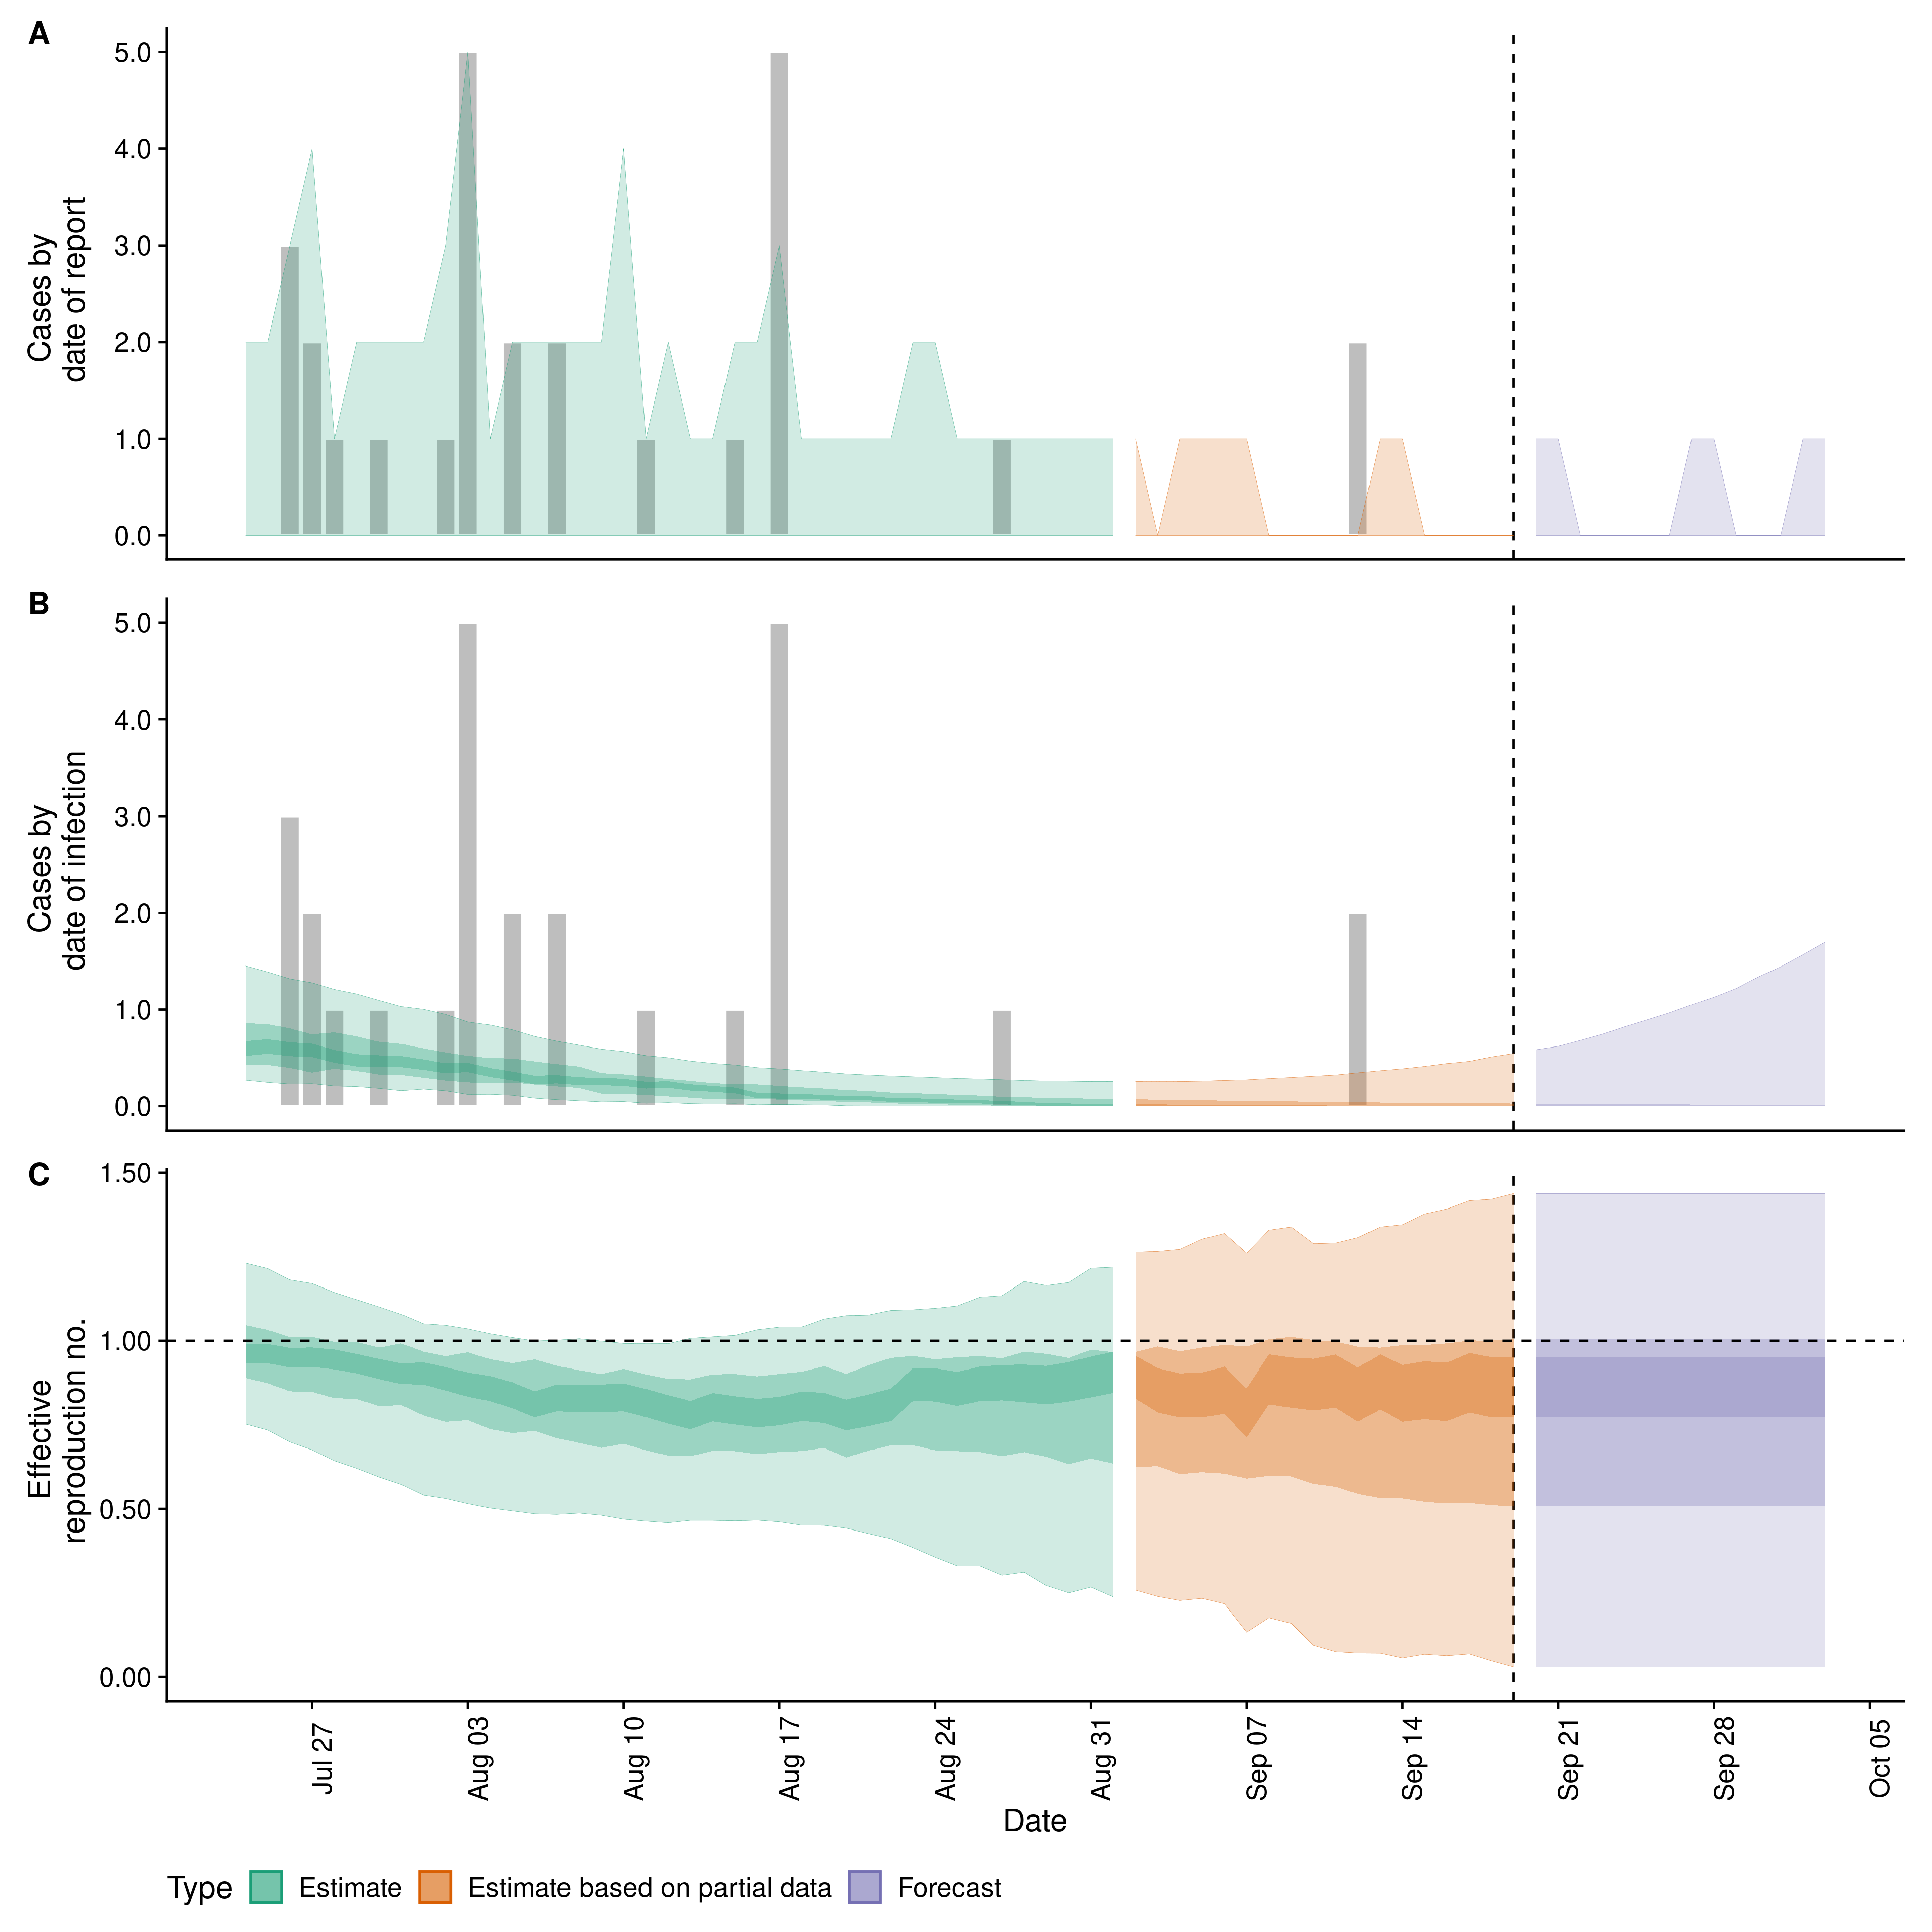 A
5.0
4.0
3.0
2.0
1.0
0.0
Cases by
date of report
B
5.0
4.0
3.0
2.0
1.0
0.0
Cases by
date of infection
C
1.50
1.00
0.50
0.00
Effective
reproduction no.
Jul 27
Aug 03
Aug 10
Aug 17
Aug 24
Aug 31
Sep 07
Sep 14
Sep 21
Sep 28
Oct 05
Date
Type Estimate Estimate based on partial data Forecast